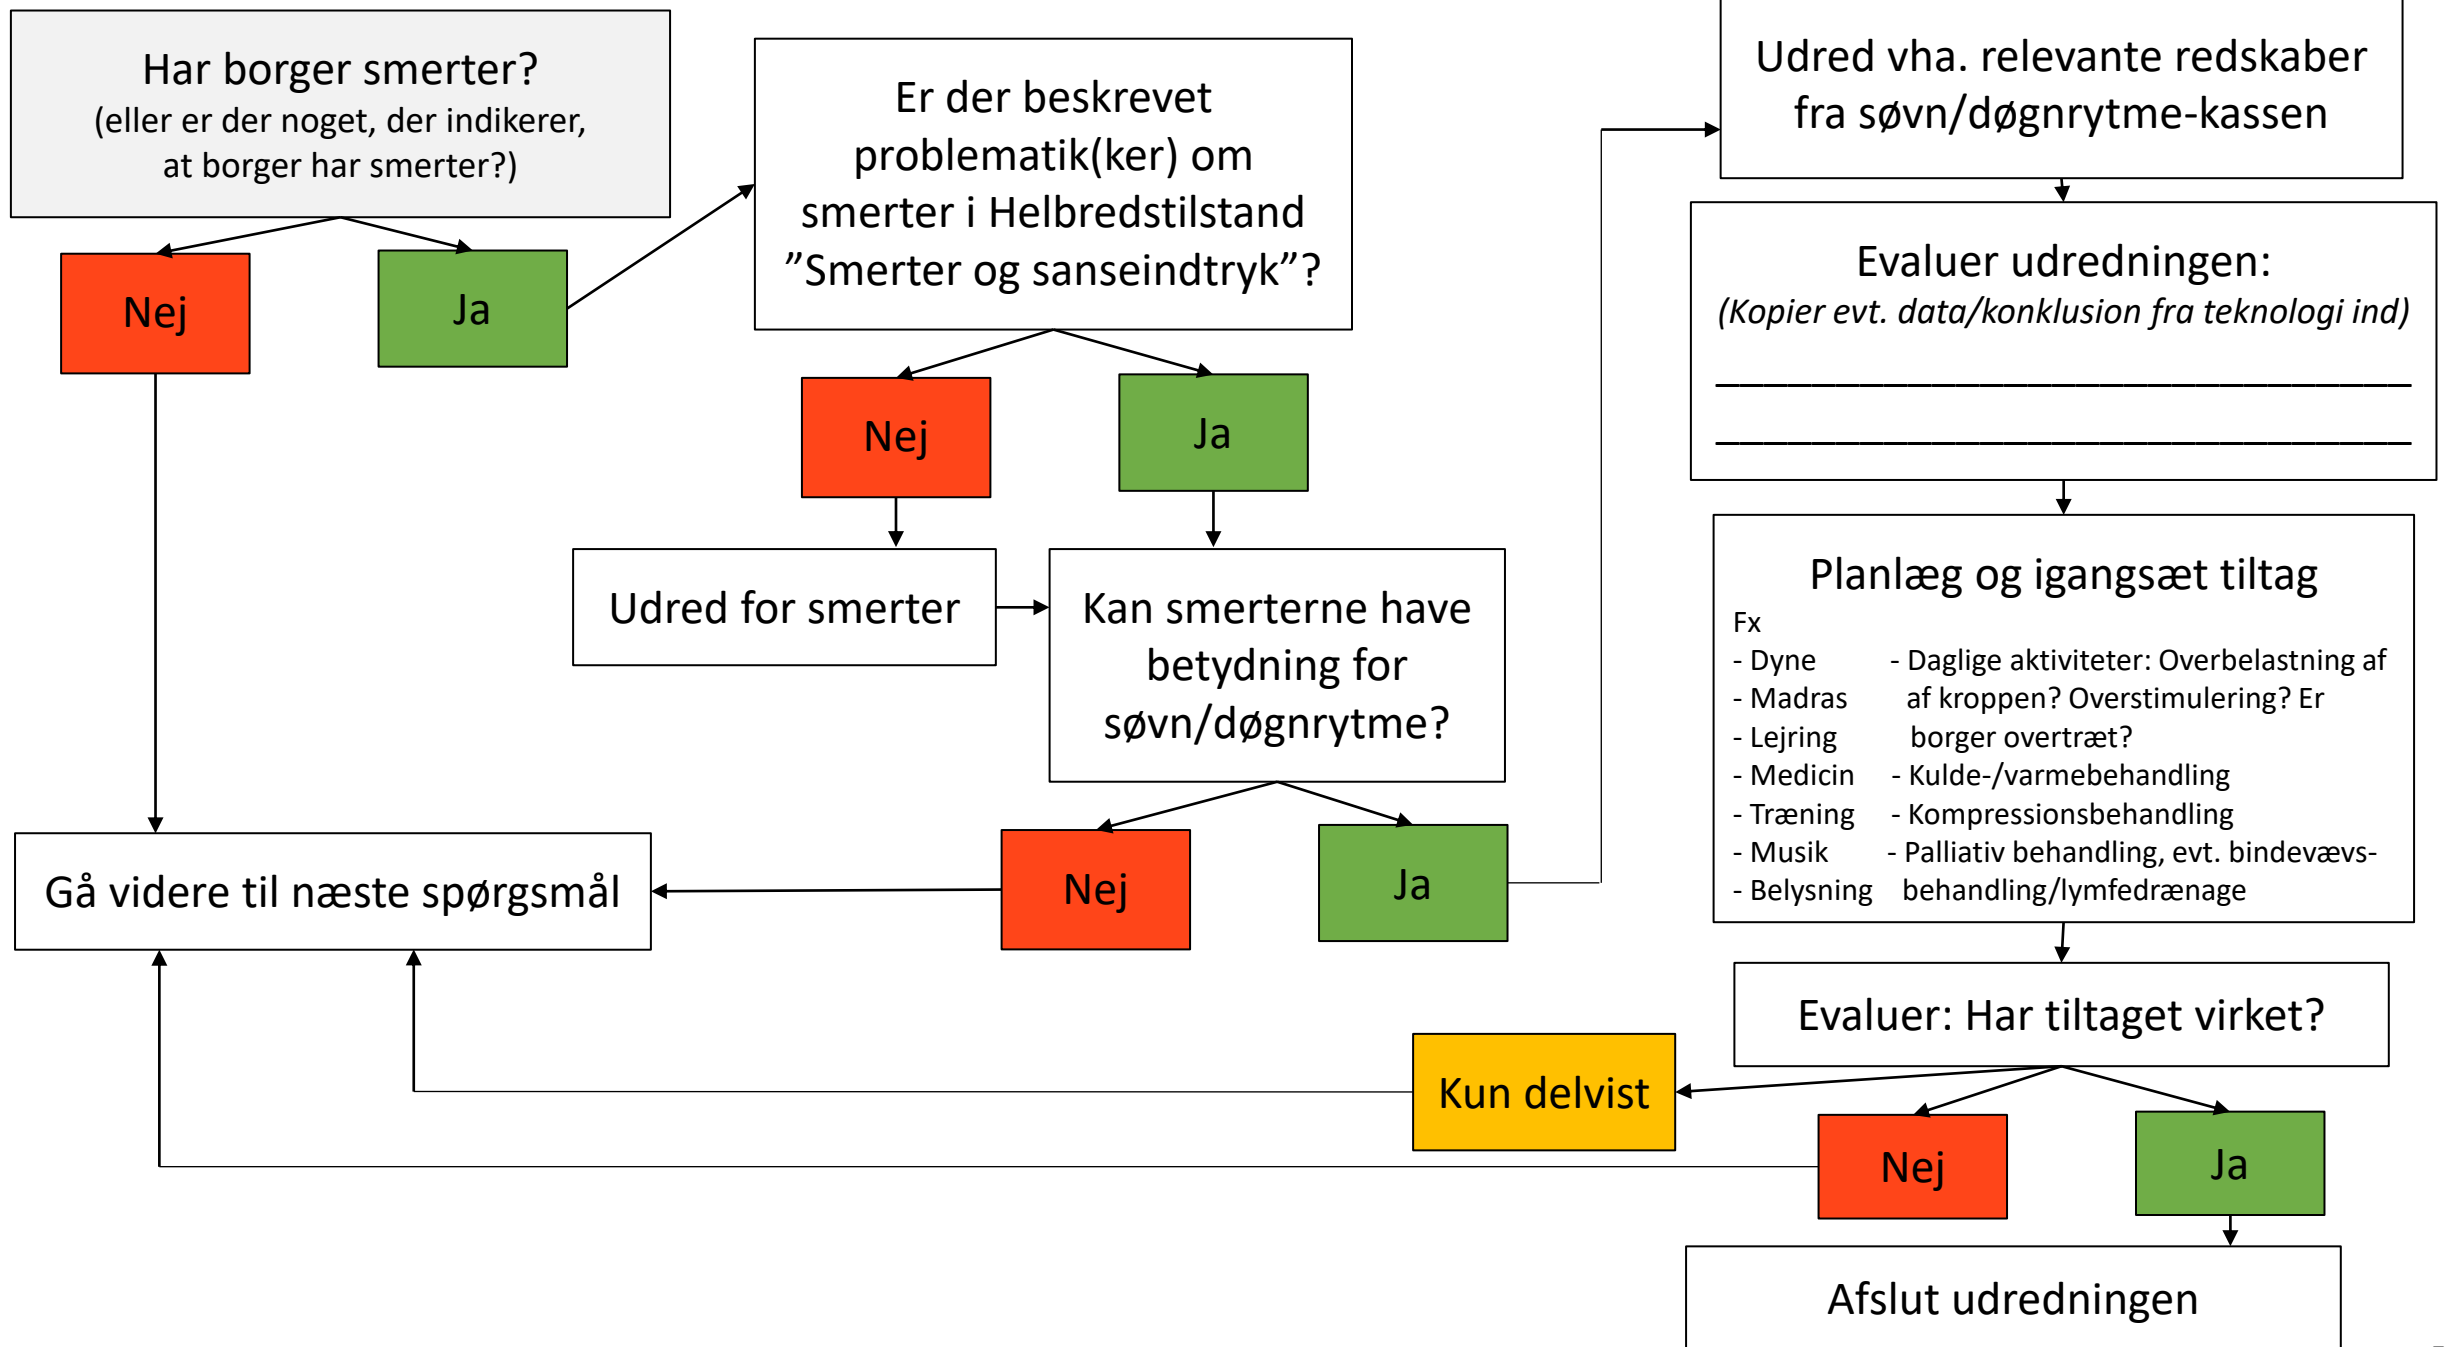 Har borger smerter?
(eller er der noget, der indikerer,
at borger har smerter?)
Nej
Ja
Er der beskrevet
problematik(ker) om
smerter i Helbredstilstand
”Smerter og sanseindtryk”?
Nej
Ja
Udred for smerter
Kan smerterne have
betydning for
søvn/døgnrytme?
Nej
Ja
Gå videre til næste spørgsmål
Udred vha. relevante redskaber
fra søvn/døgnrytme-kassen
Evaluer udredningen:
(Kopier evt. data/konklusion fra teknologi ind)
Planlæg og igangsæt tiltag
Fx
- Dyne - Daglige aktiviteter: Overbelastning af
- Madras af kroppen? Overstimulering? Er
- Lejring borger overtræt?
- Medicin - Kulde-/varmebehandling
- Træning - Kompressionsbehandling
- Musik - Palliativ behandling, evt. bindevævs-
- Belysning behandling/lymfedrænage
Evaluer: Har tiltaget virket?
Kun delvist
Nej
Ja
Afslut udredningen